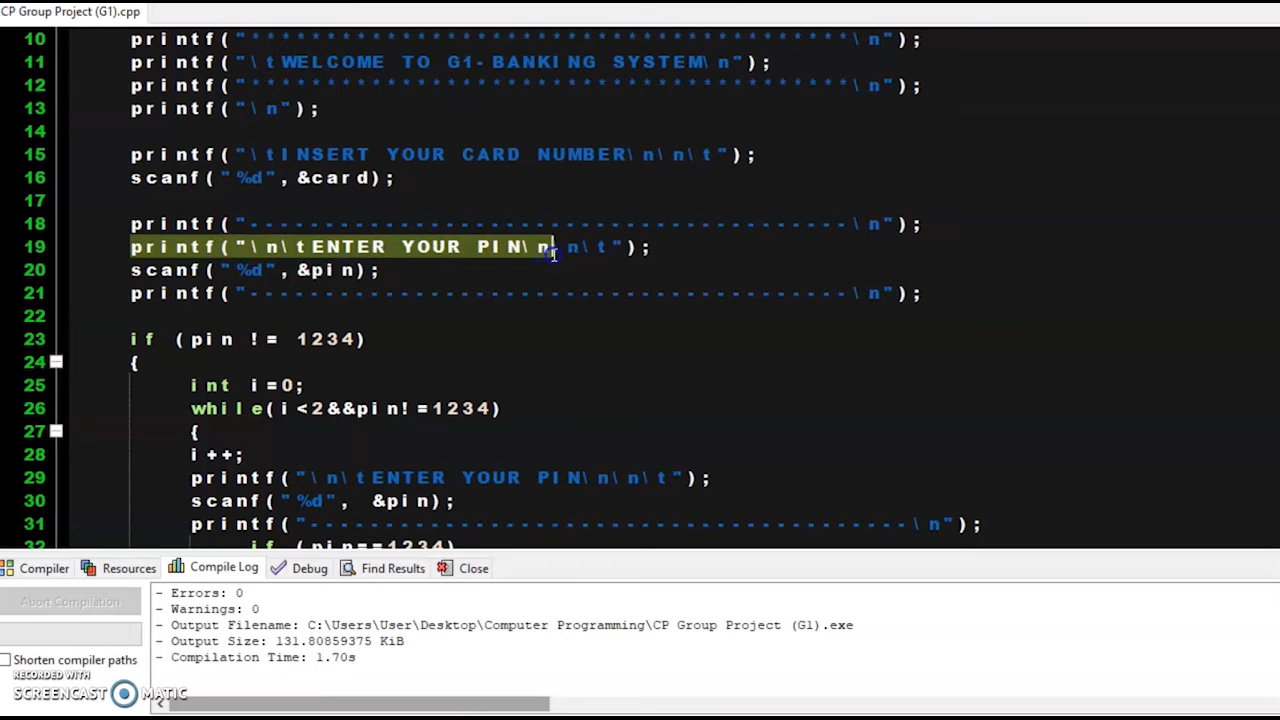 CP Group Project (G1).cpp
10 printf("****************************************\n");
11 printf("\tWELCOME TO G1-BANKING SYSTEM\n");
12 printf("****************************************\n");
13 printf("\n");
14
15 printf("\tINSERT YOUR CARD NUMBER\n\n\t");
16 scanf("%d", &card);
17
18 printf("----------------------------------------\n");
19 printf("\n\tENTER YOUR PIN\n\n\t");
20 scanf("%d", &pin);
21 printf("----------------------------------------\n");
22
23 if (pin != 1234)
24 {
25 int i=0;
26 while(i<2&&pin!=1234)
27 {
28 i++;
29 printf("\n\tENTER YOUR PIN\n\n\t");
30 scanf("%d", &pin);
31 printf("----------------------------------------\n");
32 if (pin==1234)
Compiler Resources Compile Log Debug Find Results Close
Abort Compilation
Shorten compiler paths
- Errors: 0
- Warnings: 0
- Output Filename: C:\Users\User\Desktop\Computer Programming\CP Group Project (G1).exe
- Output Size: 131.80859375 KiB
- Compilation Time: 1.70s
RECORDED WITH
SCREENCAST MATIC